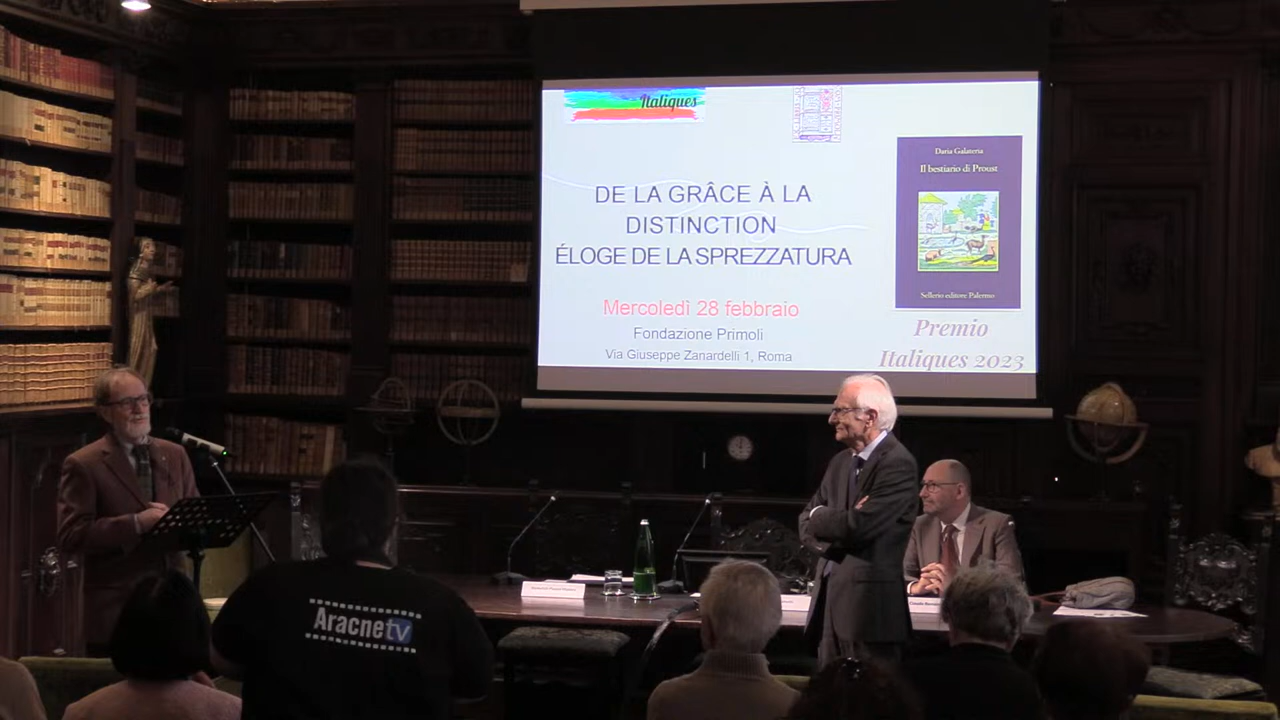 Italiques
DE LA GRÂCE À LA
DISTINCTION
ÉLOGE DE LA SPREZZATURA
Mercoledì 28 febbraio
Fondazione Primoli
Via Giuseppe Zanardelli 1, Roma
Daria Galateria
Il bestiario di Proust
Sellerio editore Palermo
Premio
Italiques 2023
Aracnetv